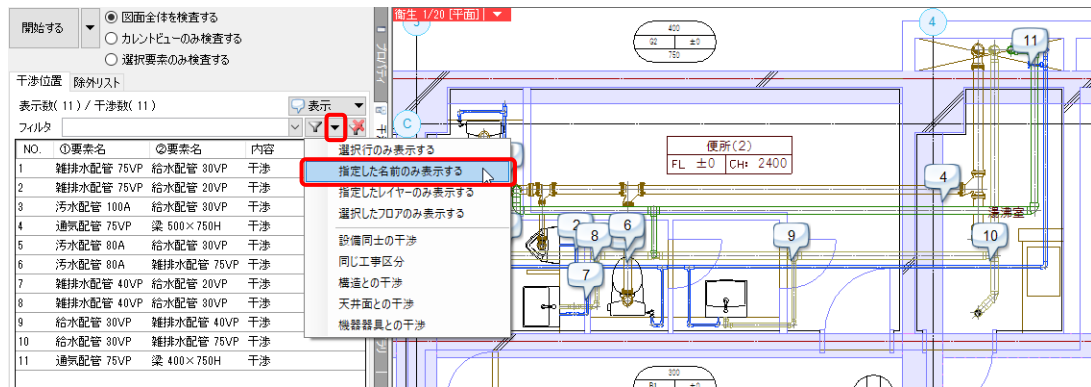 開始する
図面全体を検査する
カレントビューのみ検査する
選択要素のみ検査する
干渉位置 除外リスト
表示数( 11 ) / 干渉数( 11 )
表示
フィルタ
NO. ①要素名 ②要素名 内容
1 雑排水配管 75VP 給水配管 30VP 干渉
2 雑排水配管 75VP 給水配管 20VP 干渉
3 汚水配管 100A 給水配管 30VP 干渉
4 通気配管 75VP 梁 500×750H 干渉
5 汚水配管 80A 給水配管 30VP 干渉
6 汚水配管 80A 雑排水配管 75VP 干渉
7 雑排水配管 40VP 給水配管 20VP 干渉
8 雑排水配管 40VP 給水配管 30VP 干渉
9 給水配管 30VP 雑排水配管 40VP 干渉
10 給水配管 30VP 雑排水配管 75VP 干渉
11 通気配管 75VP 梁 400×750H 干渉
選択行のみ表示する
指定した名前のみ表示する
指定したレイヤーのみ表示する
選択したフロアのみ表示する
設備同士の干渉
同じ工事区分
構造との干渉
天井面との干渉
機器器具との干渉
プロパティ
衛生 1/20 [平面]
3
4
C
400
G2 ±0
750
11
便所(2)
FL ±0 CH: 2400
4
湯沸室
2
8
6
9
10
7
300
B1 ±0